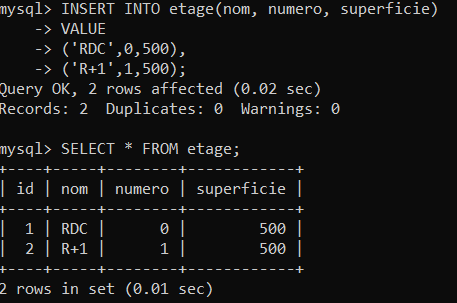 mysql> INSERT INTO etage(nom, numero, superficie)
    -> VALUE
    -> ('RDC',0,500),
    -> ('R+1',1,500);
Query OK, 2 rows affected (0.02 sec)
Records: 2  Duplicates: 0  Warnings: 0

mysql> SELECT * FROM etage;
+----+-----+--------+------------+
| id | nom | numero | superficie |
+----+-----+--------+------------+
|  1 | RDC |      0 |        500 |
|  2 | R+1 |      1 |        500 |
+----+-----+--------+------------+
2 rows in set (0.01 sec)